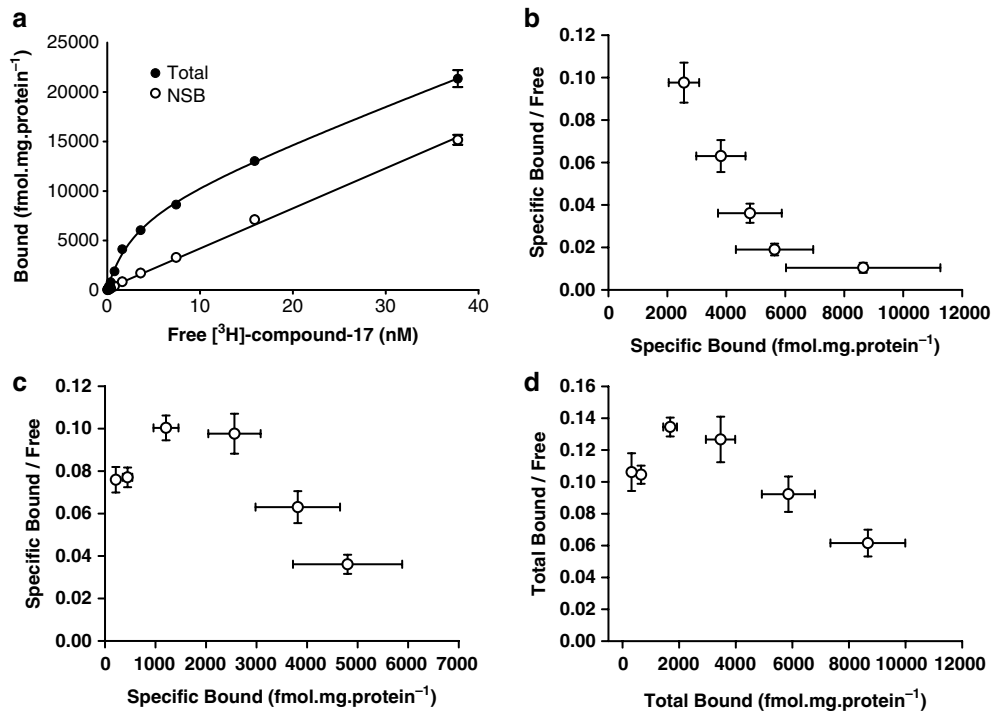 a
25000
20000
15000
10000
5000
0
0 10 20 30 40
Bound (fmol.mg.protein⁻¹)
Total
NSB
Free [³H]-compound-17 (nM)
b
0.12
0.10
0.08
0.06
0.04
0.02
0.00
0 2000 4000 6000 8000 10000 12000
Specific Bound / Free
Specific Bound (fmol.mg.protein⁻¹)
c
0.12
0.10
0.08
0.06
0.04
0.02
0.00
0 1000 2000 3000 4000 5000 6000 7000
Specific Bound / Free
Specific Bound (fmol.mg.protein⁻¹)
d
0.16
0.14
0.12
0.10
0.08
0.06
0.04
0.02
0.00
0 2000 4000 6000 8000 10000 12000
Total Bound / Free
Total Bound (fmol.mg.protein⁻¹)